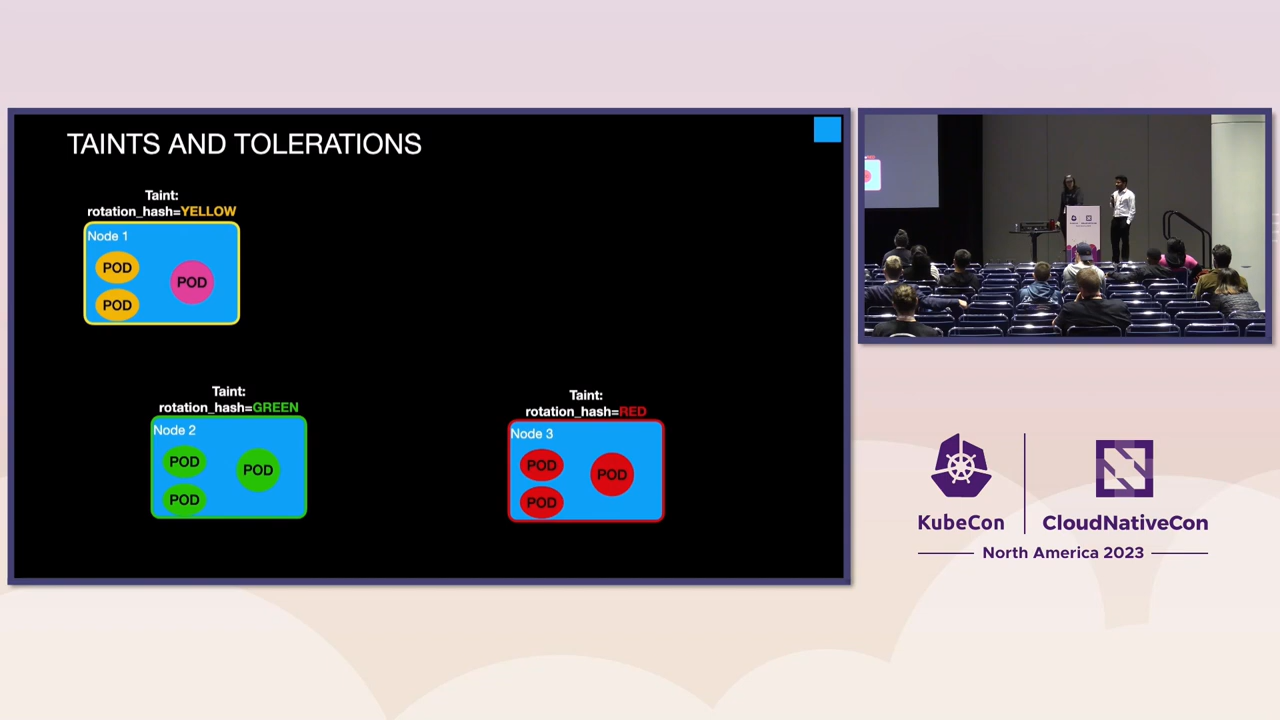 TAINTS AND TOLERATIONS
Taint:
rotation_hash=YELLOW
Node 1
POD
POD
POD
Taint:
rotation_hash=GREEN
Node 2
POD
POD
POD
Taint:
rotation_hash=RED
Node 3
POD
POD
POD
KubeCon
CloudNativeCon
North America 2023